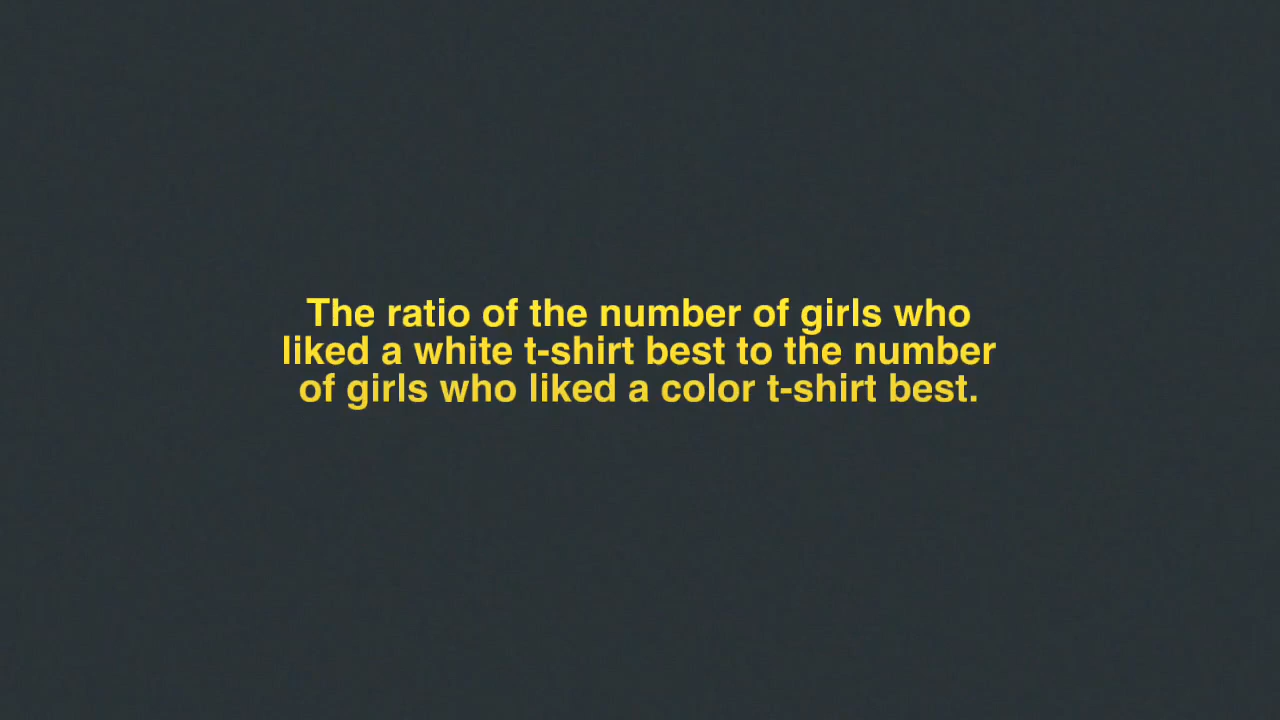 The ratio of the number of girls who
liked a white t-shirt best to the number
of girls who liked a color t-shirt best.